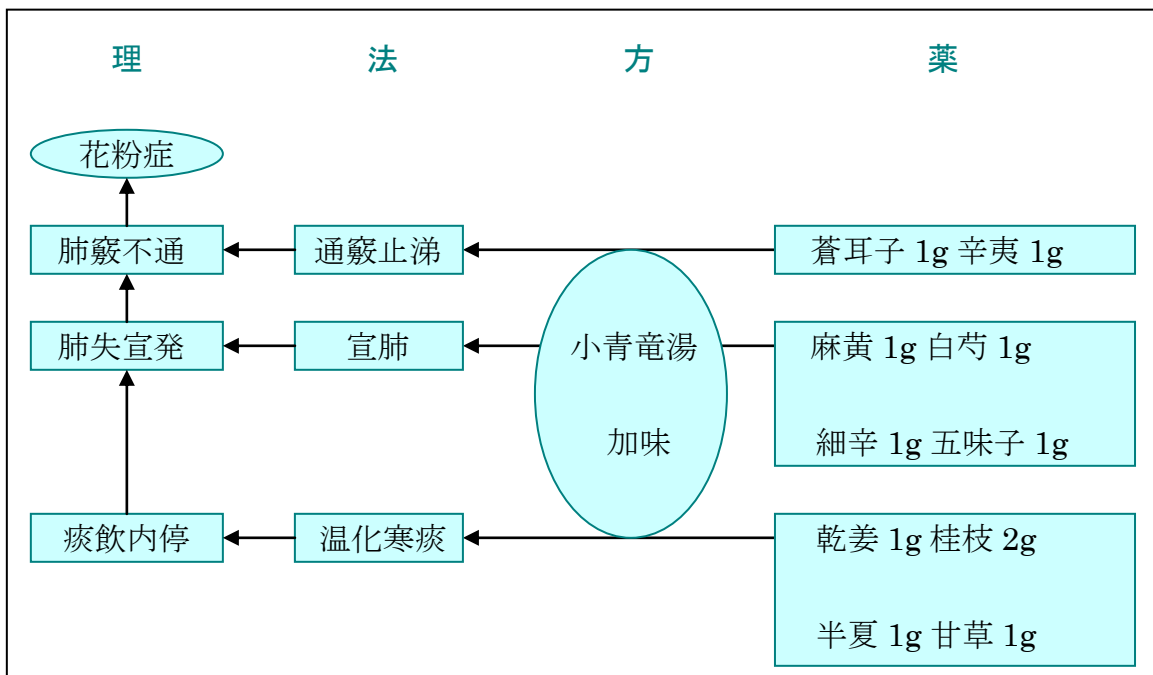 理 法 方 薬
花粉症
肺竅不通 通竅止涕 蒼耳子 1g 辛夷 1g
肺失宣発 宣肺 小青竜湯 麻黄 1g 白芍 1g
加味 細辛 1g 五味子 1g
痰飲内停 温化寒痰 乾姜 1g 桂枝 2g
半夏 1g 甘草 1g